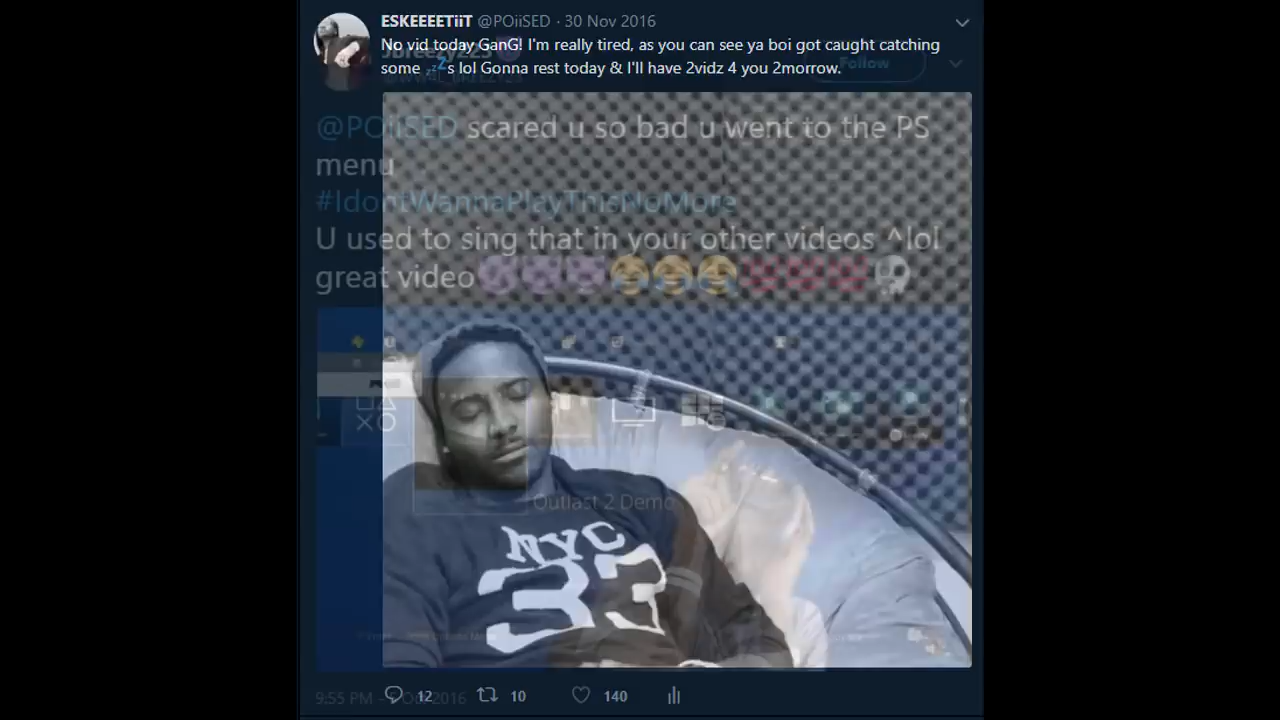 ESKEEEETiiT @POiiSED · 30 Nov 2016
No vid today GanG! I'm really tired, as you can see ya boi got caught catching
some 💤s lol Gonna rest today & I'll have 2vidz 4 you 2morrow.
Follow
@POiiSED scared u so bad u went to the PS
menu
#IdontWannaPlayThisNoMore
U used to sing that in your other videos ^lol
great video
Outlast 2 Demo
NYC
33
12 10 140
9:55 PM - Oct 2016